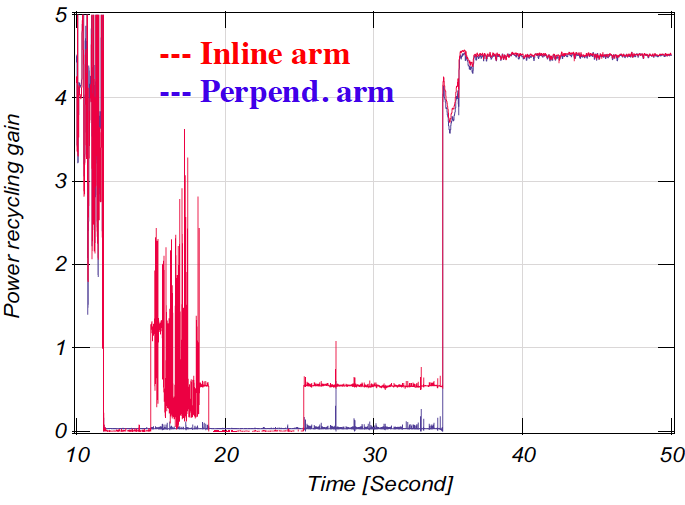 5
4
3
2
1
0
Power recycling gain
--- Inline arm
--- Perpend. arm
10 20 30 40 50
Time [Second]